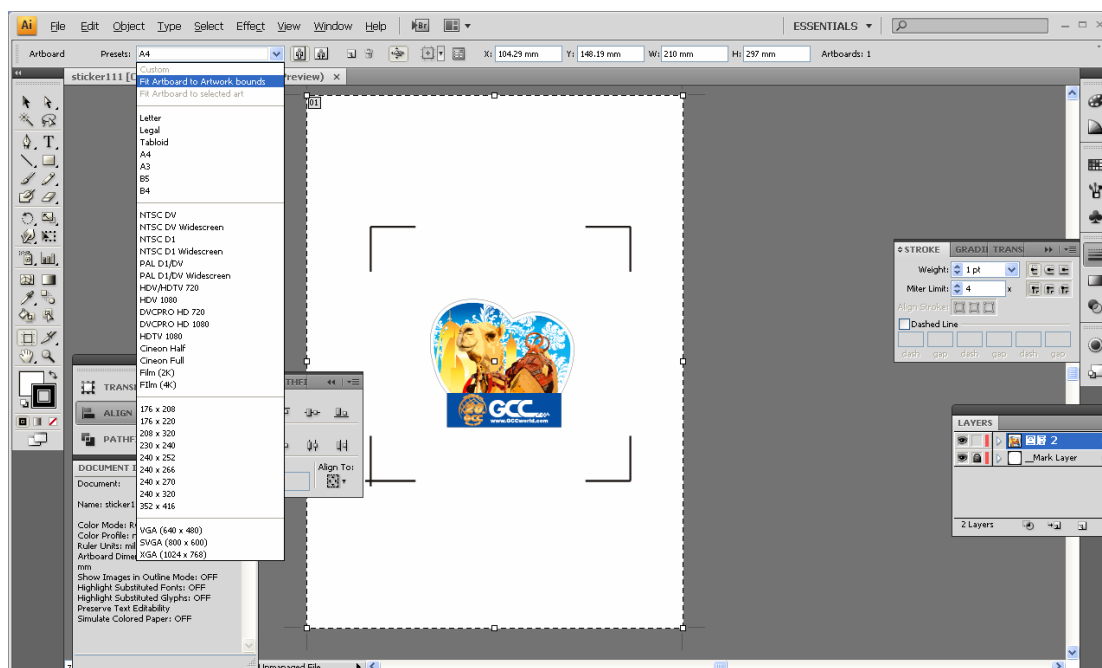 Ai File Edit Object Type Select Effect View Window Help Br ESSENTIALS
Artboard Presets: A4 X: 104.29 mm Y: 148.19 mm W: 210 mm H: 297 mm Artboards: 1
sticker111 Preview) ×
Custom
Fit Artboard to Artwork bounds
Fit Artboard to selected art
Letter
Legal
Tabloid
A4
A3
B5
B4
NTSC DV
NTSC DV Widescreen
NTSC D1
NTSC D1 Widescreen
PAL D1/DV
PAL D1/DV Widescreen
HDV/HDTV 720
HDV 1080
DVCPRO HD 720
DVCPRO HD 1080
HDTV 1080
Cineon Half
Cineon Full
Film (2K)
FIlm (4K)
176 x 208
176 x 220
208 x 320
230 x 240
240 x 252
240 x 266
240 x 270
240 x 320
352 x 416
VGA (640 x 480)
SVGA (800 x 600)
XGA (1024 x 768)
01
GCC
www.GCCworld.com
STROKE GRADI TRANS
Weight: 1 pt
Miter Limit: 4 x
Align Stroke:
Dashed Line
dash gap dash gap dash gap
LAYERS
圖層 2
__Mark Layer
2 Layers
TRANS
ALIGN
PATHF
THFI
Align To:
DOCUMENT I
Document:
Name: sticker1
Color Mode: R
Color Profile:
Ruler Units: mil
Artboard Dime
mm
Show Images in Outline Mode: OFF
Highlight Substituted Fonts: OFF
Highlight Substituted Glyphs: OFF
Preserve Text Editability
Simulate Colored Paper: OFF
Unmanaged File